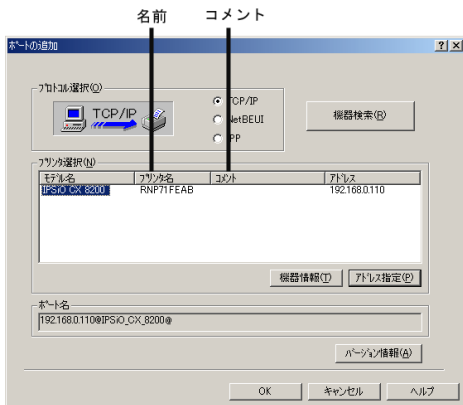 名前 コメント
ポートの追加
プロトコル選択(O)
TCP/IP
TCP/IP
NetBEUI
IPP
機器検索(R)
プリンタ選択(N)
モデル名 プリンタ名 コメント アドレス
IPSiO CX 8200 RNP71FEAB 192.168.0.110
機器情報(T) アドレス指定(P)
ポート名
192.168.0.110@IPSiO_CX_8200@
バージョン情報(A)
OK キャンセル ヘルプ